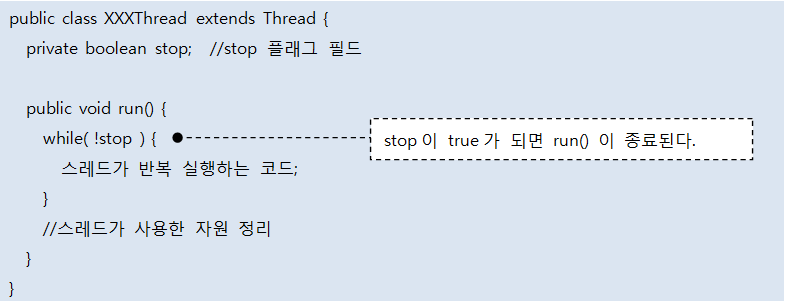 public class XXXThread extends Thread {
private boolean stop; //stop 플래그 필드
public void run() {
while( !stop ) {
stop 이 true 가 되면 run() 이 종료된다.
스레드가 반복 실행하는 코드;
}
//스레드가 사용한 자원 정리
}
}